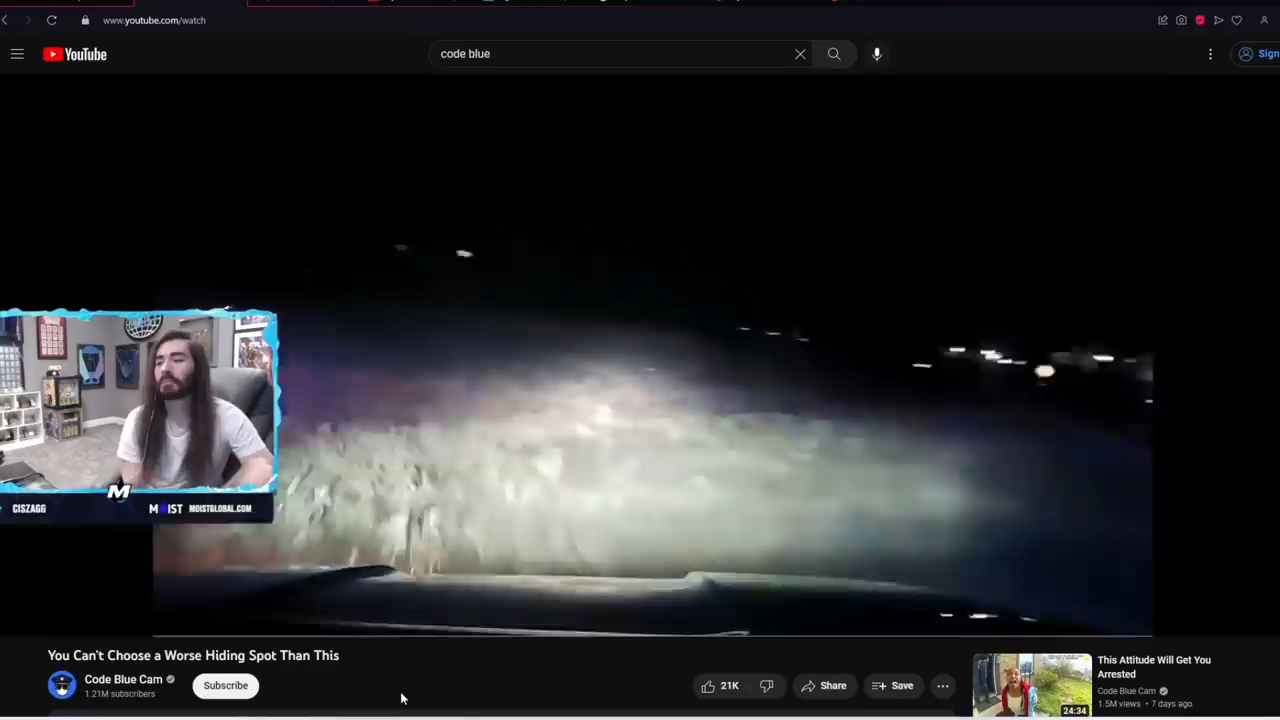 www.youtube.com/watch
YouTube
code blue
Sign
M
CISZAGG
MOIST
MOISTGLOBAL.COM
You Can't Choose a Worse Hiding Spot Than This
Code Blue Cam
1.21M subscribers
Subscribe
21K
Share
Save
24:34
This Attitude Will Get You
Arrested
Code Blue Cam
1.5M views • 7 days ago